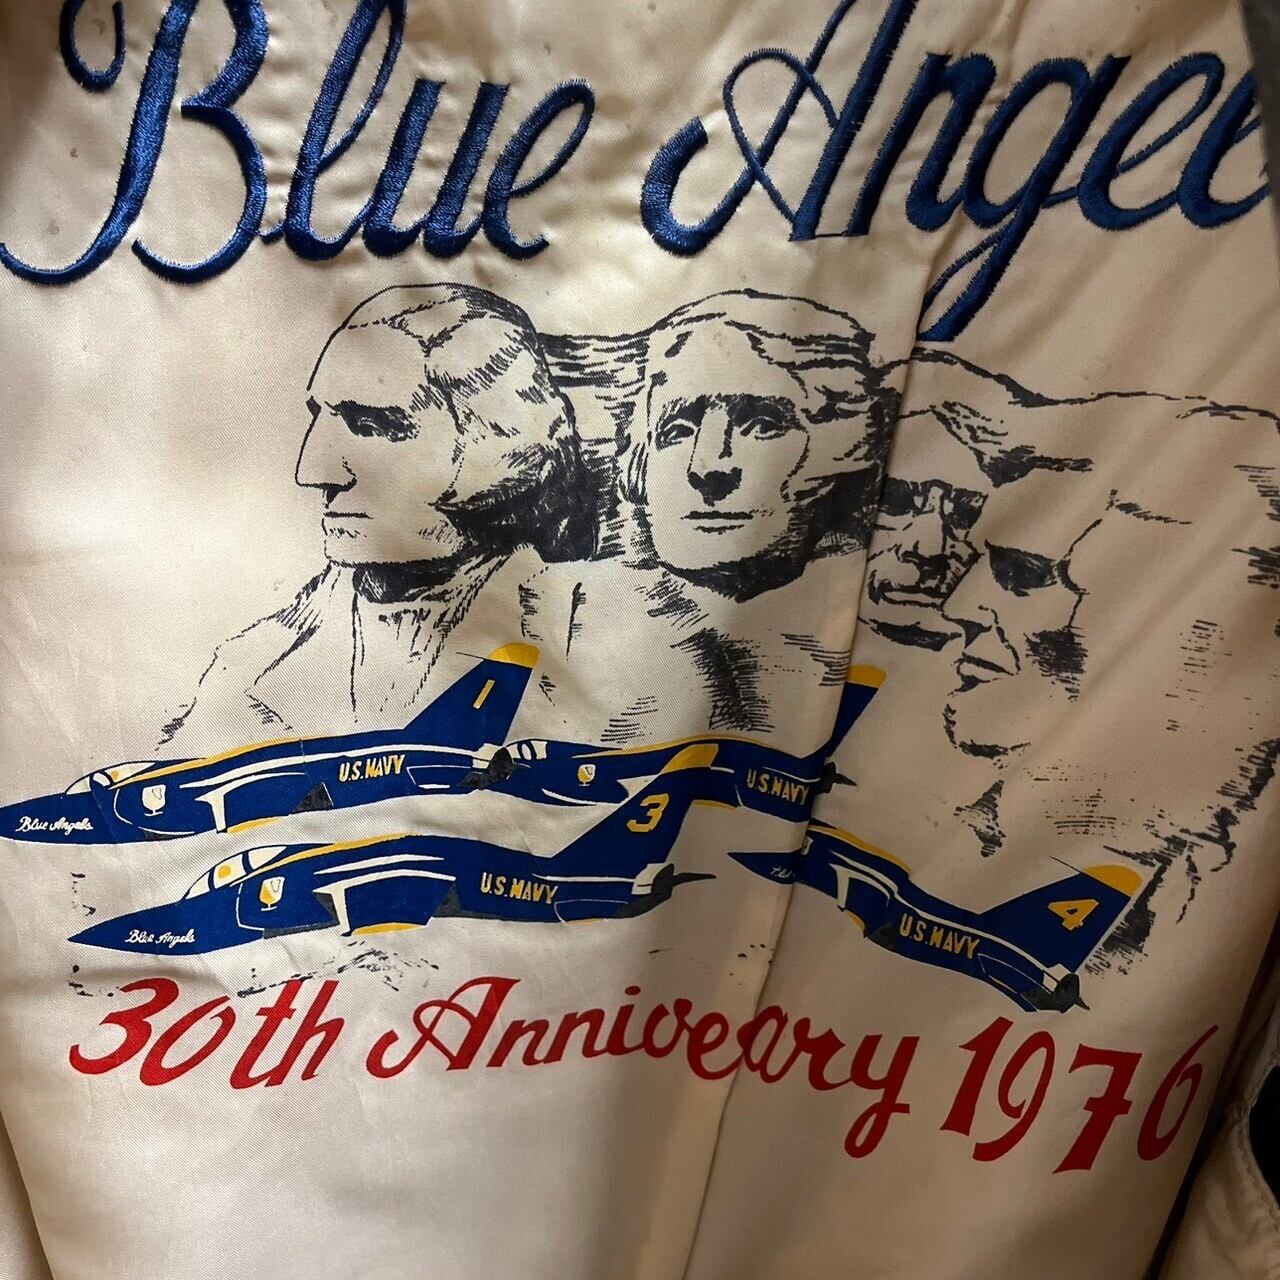 Blue Angel
1
U.S.NAVY
Blue Angels
U.S.NAVY
3
U.S.NAVY
Blue Angels
4
U.S.NAVY
30th Anniveary 1976